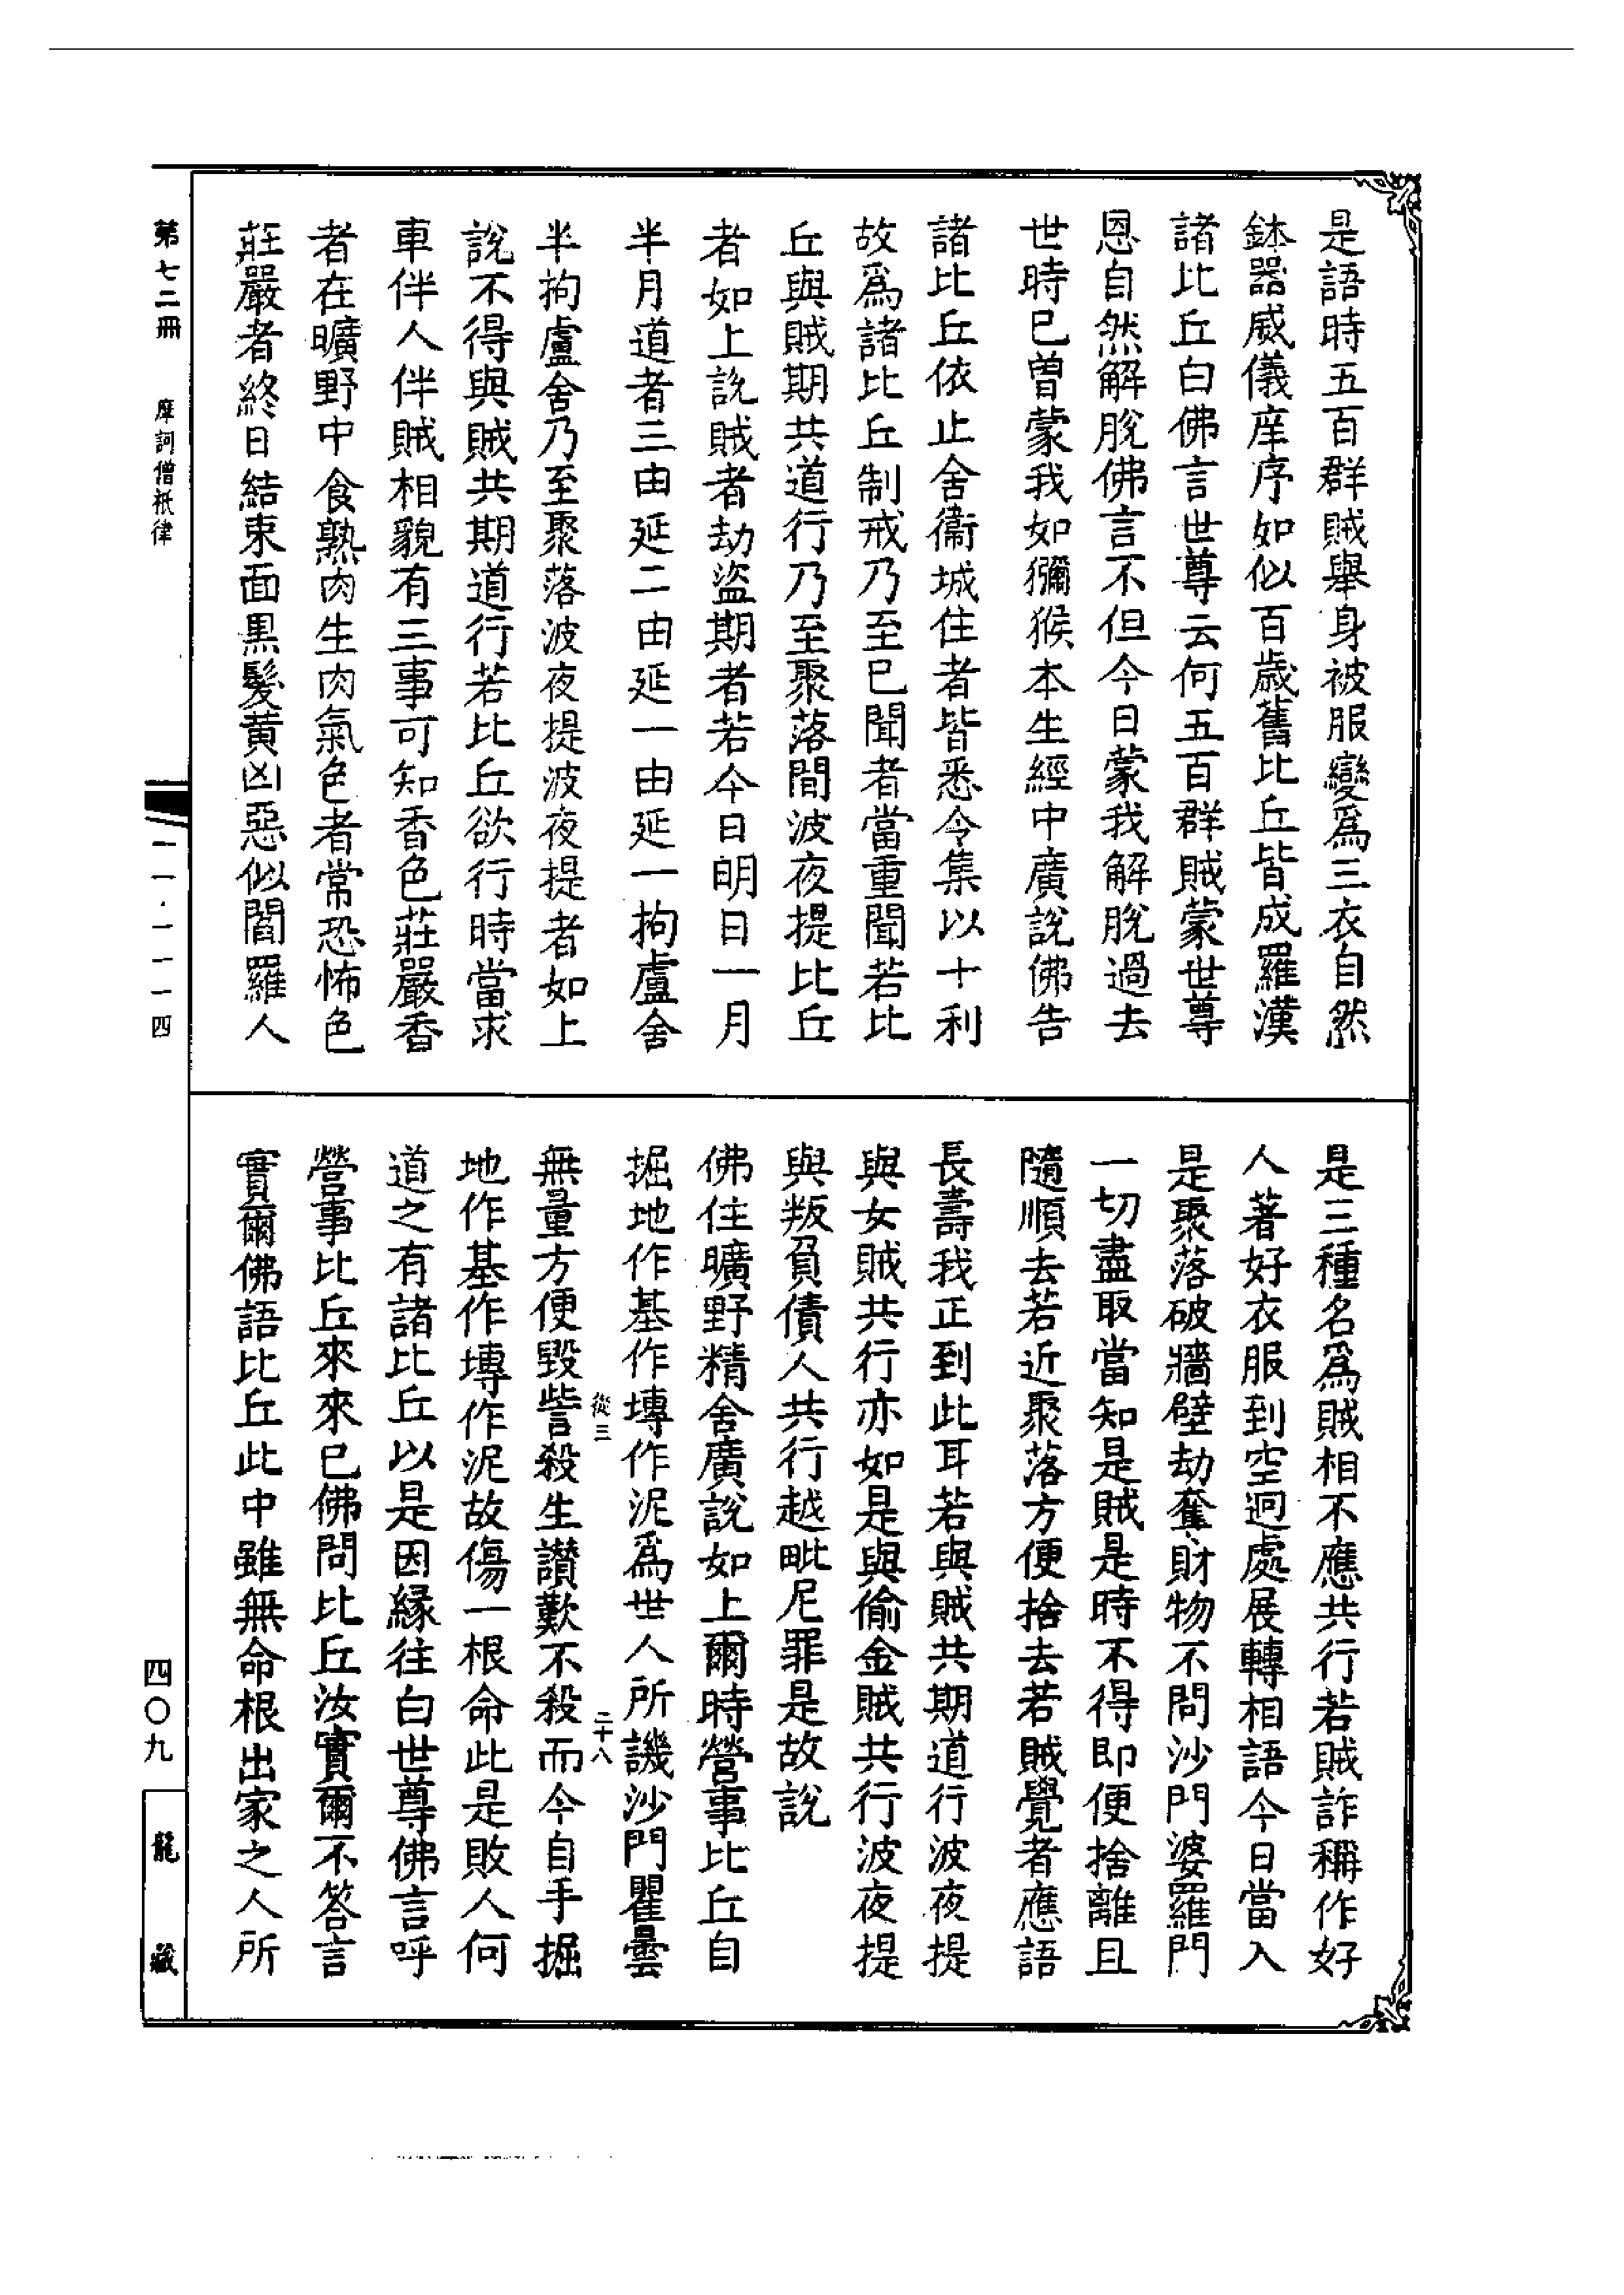 是語時五百群賊舉身被服變爲三衣自然
鉢器威儀庠序如似百歲舊比丘皆成羅漢
諸比丘白佛言世尊云何五百群賊蒙世尊
恩自然解脫佛言不但今日蒙我解脫過去
世時已曾蒙我如獼猴本生經中廣說佛告
諸比丘依止舍衞城住者皆悉令集以十利
故爲諸比丘制戒乃至已聞者當重聞若比
丘與賊期共道行乃至聚落間波夜提比丘
者如上說賊者劫盜期者若今日明日一月
半月道者三由延二由延一由延一拘盧舍
半拘盧舍乃至聚落波夜提波夜提者如上
說不得與賊共期道行若比丘欲行時當求
車伴人伴賊相貌有三事可知香色莊嚴香
者在曠野中食熟肉生肉氣色者常恐怖色
莊嚴者終日結束面黑髮黃凶惡似閻羅人
是三種名爲賊相不應共行若賊詐稱作好
人著好衣服到空迥處展轉相語今日當入
是聚落破牆壁劫奪財物不問沙門婆羅門
一切盡取當知是賊是時不得即便捨離且
隨順去若近聚落方便捨去若賊覺者應語
長壽我正到此耳若與賊共期道行波夜提
與女賊共行亦如是與偷金賊共行波夜提
與叛負債人共行越毗尼罪是故說
佛住曠野精舍廣說如上爾時營事比丘自
掘地作基作塼作泥爲世人所譏沙門瞿曇
從三　二十八
無量方便毀呰殺生讚歎不殺而今自手掘
地作基作塼作泥故傷一根命此是敗人何
道之有諸比丘以是因緣往白世尊佛言呼
營事比丘來來已佛問比丘汝實爾不答言
實爾佛語比丘此中雖無命根出家之人所
第七二冊　摩訶僧祇律
一一·一一一四
四〇九
龍藏